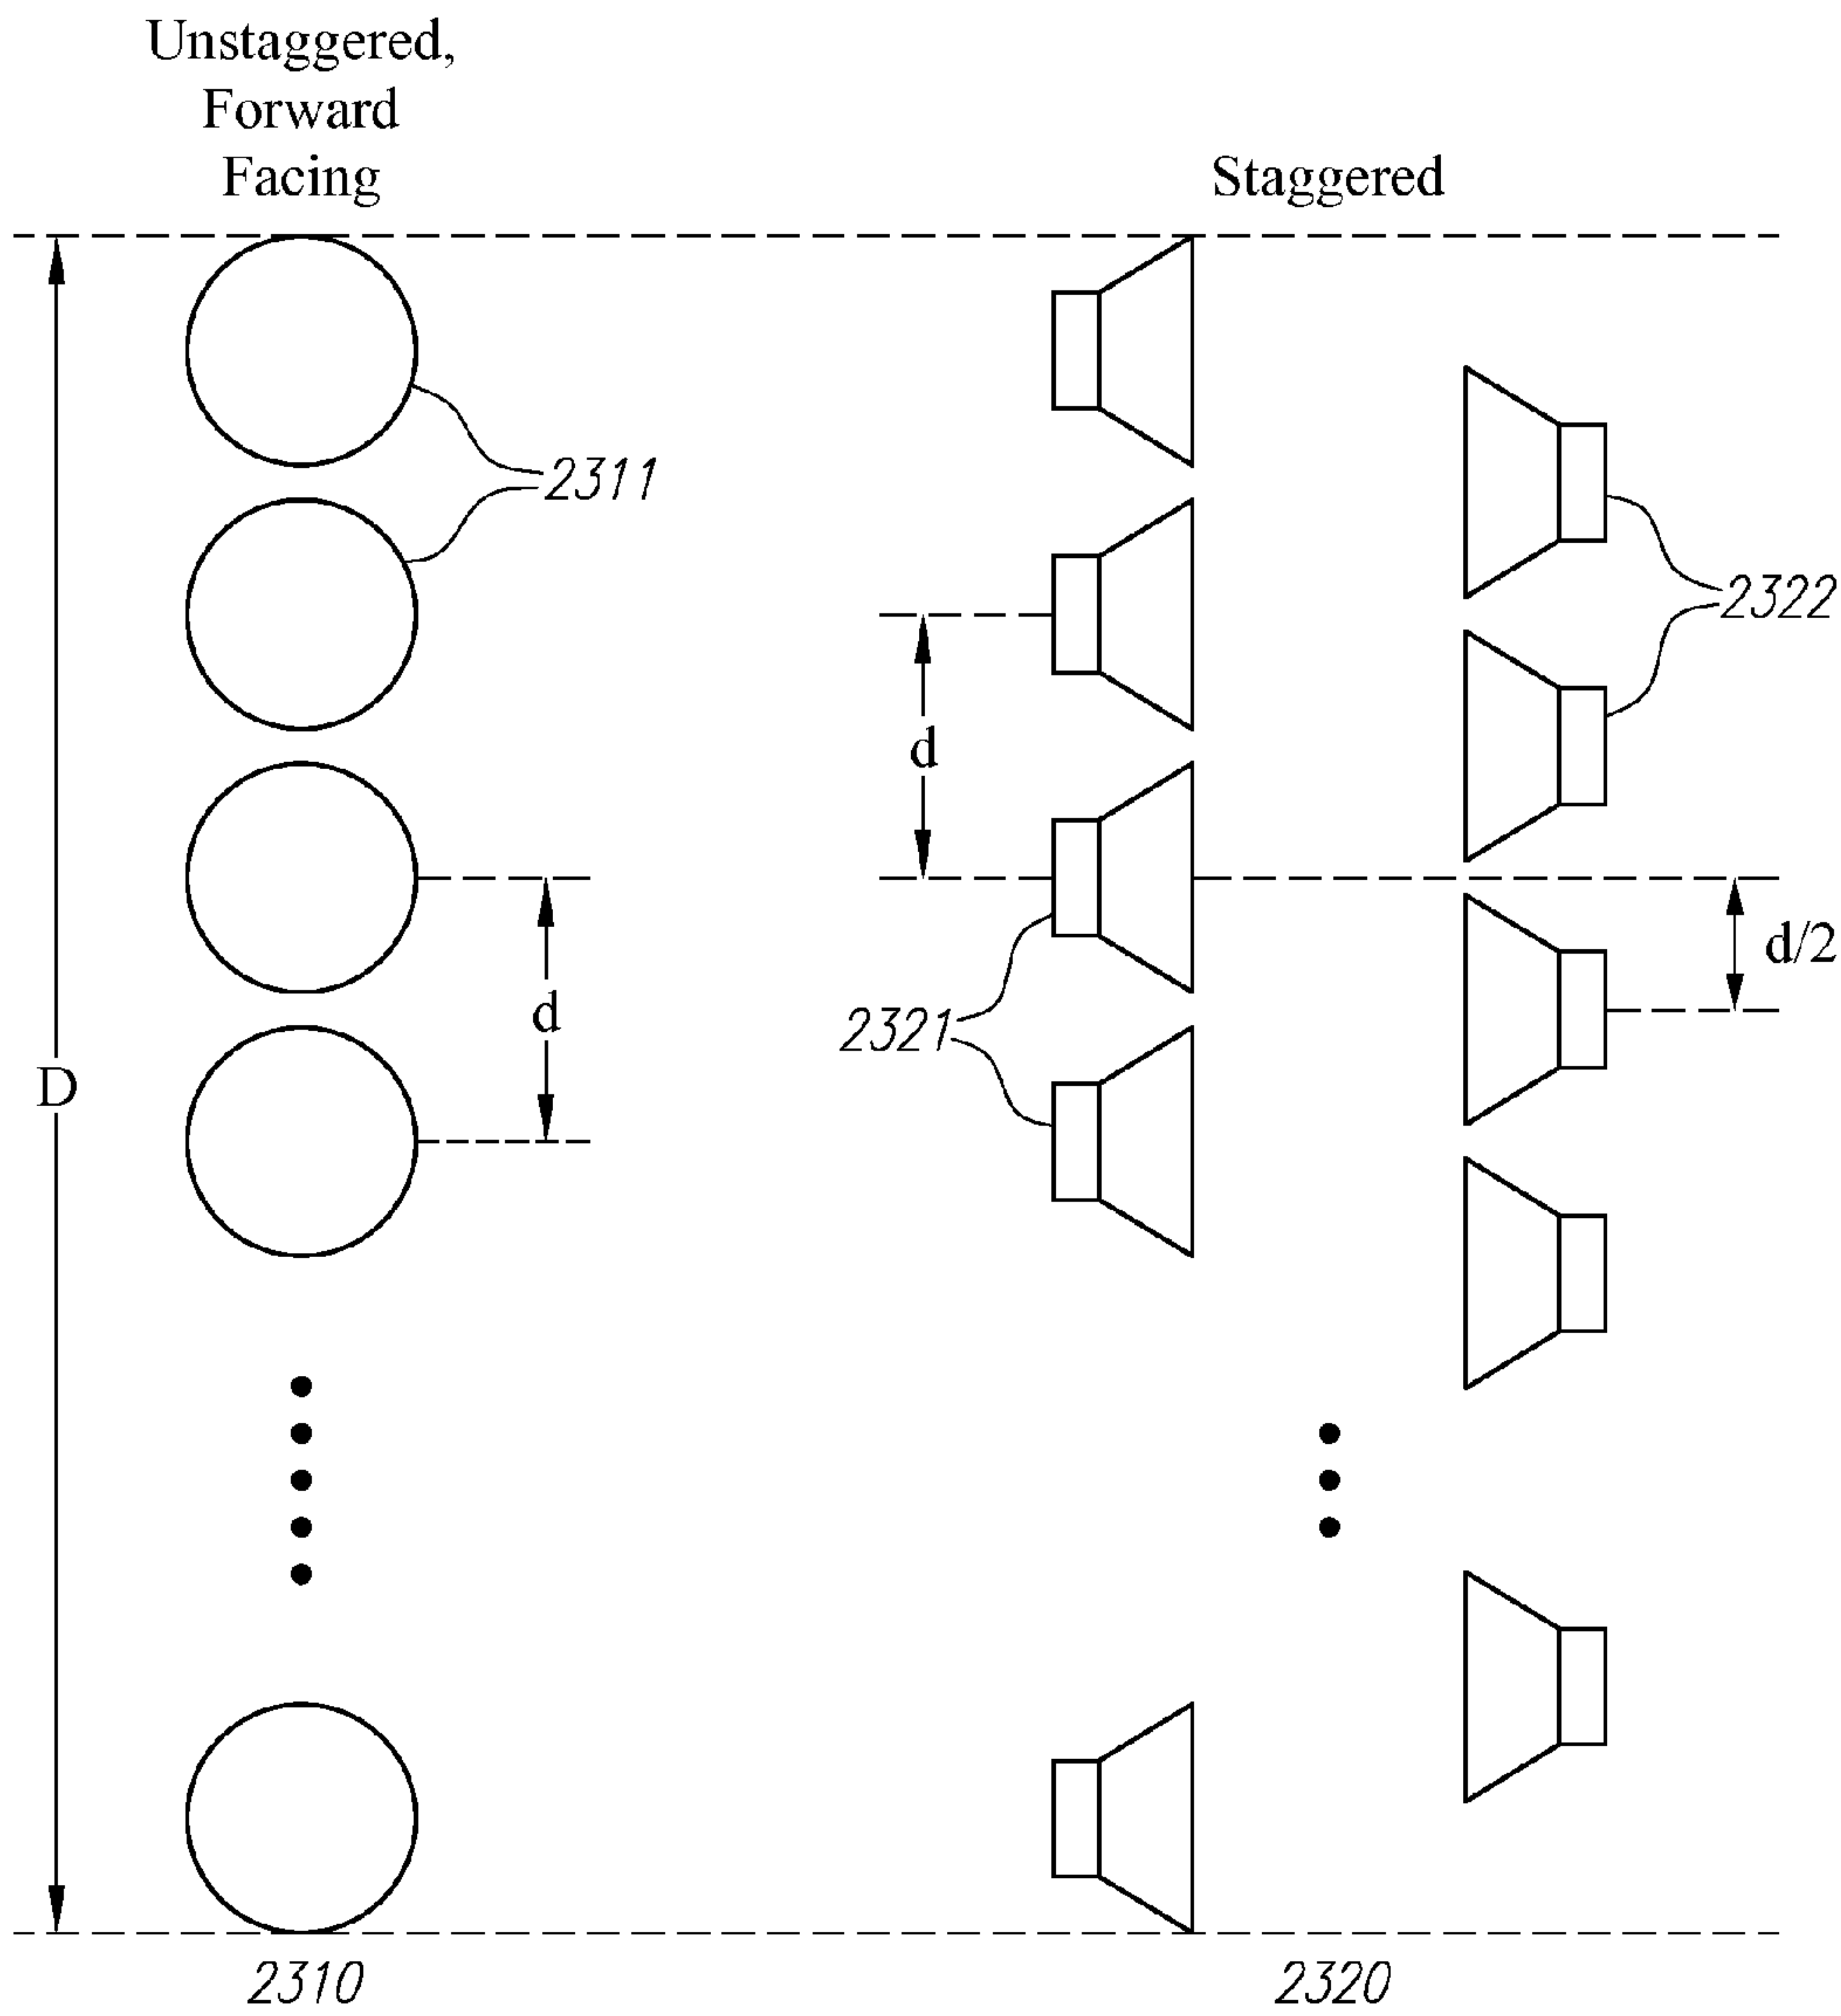 Unstaggered,
Forward
Facing
Staggered
2311
2322
d
d/2
d
2321
D
2310
2320